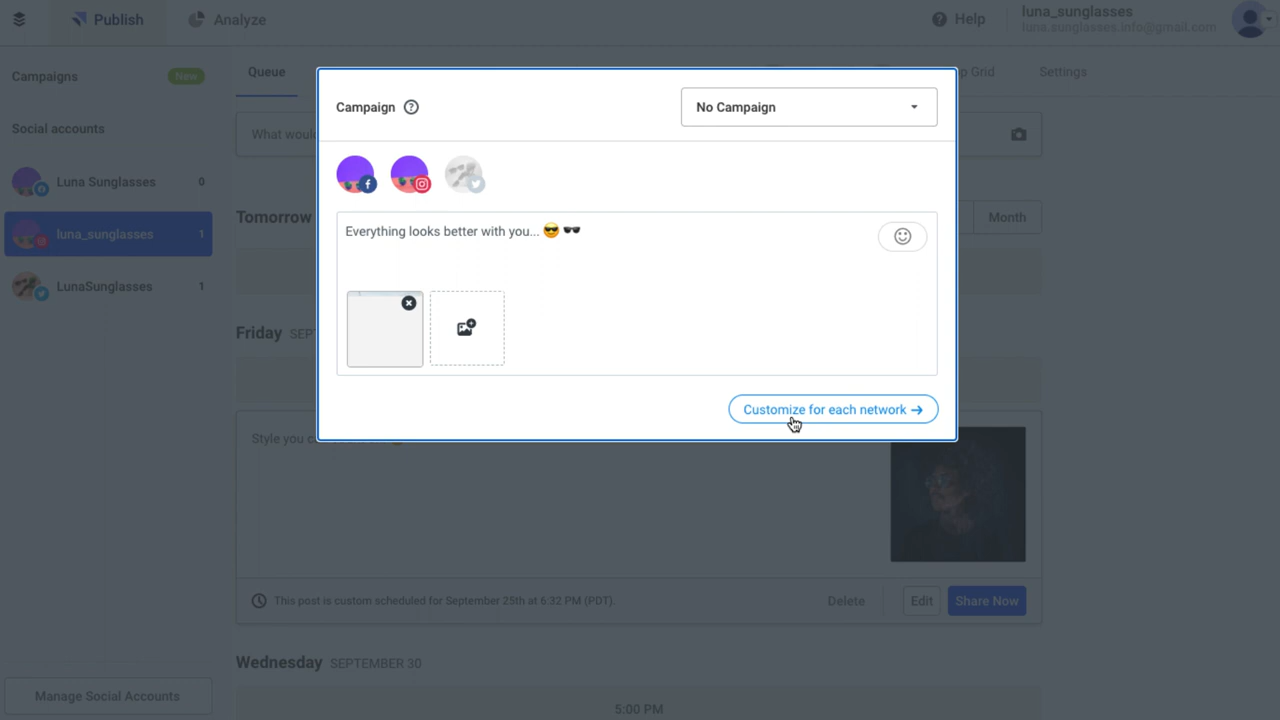 Publish
Analyze
Help
luna_sunglasses
luna.sunglasses.info@gmail.com
Campaigns
New
Queue
Grid
Settings
Campaign ?
No Campaign
Social accounts
What
Luna Sunglasses 0
luna_sunglasses 1
LunaSunglasses 1
Tomorrow
Month
Everything looks better with you... 😎 🕶️
Friday
Customize for each network →
Style you
This post is custom scheduled for September 25th at 6:32 PM (PDT).
Delete
Edit
Share Now
Wednesday SEPTEMBER 30
Manage Social Accounts
5:00 PM